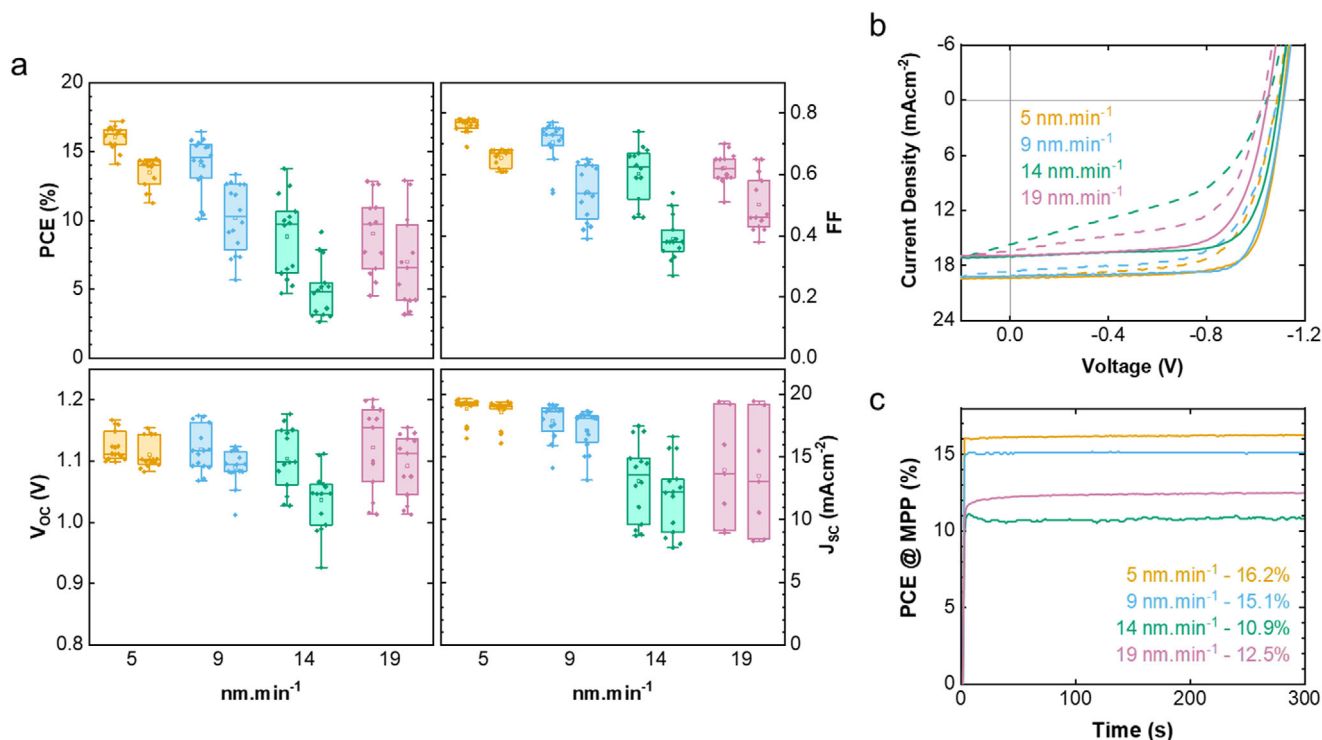 a
20
15
10
5
0
PCE (%)
0.8
0.6
0.4
0.2
0.0
FF
1.2
1.1
1.0
0.9
0.8
V_OC (V)
20
15
10
5
0
J_SC (mAcm⁻²)
5 9 14 19 5 9 14 19
nm.min⁻¹ nm.min⁻¹
b
-6
0
6
12
18
24
Current Density (mAcm⁻²)
5 nm.min⁻¹
9 nm.min⁻¹
14 nm.min⁻¹
19 nm.min⁻¹
0.0 -0.4 -0.8 -1.2
Voltage (V)
c
15
10
5
0
PCE @ MPP (%)
5 nm.min⁻¹ - 16.2%
9 nm.min⁻¹ - 15.1%
14 nm.min⁻¹ - 10.9%
19 nm.min⁻¹ - 12.5%
0 100 200 300
Time (s)